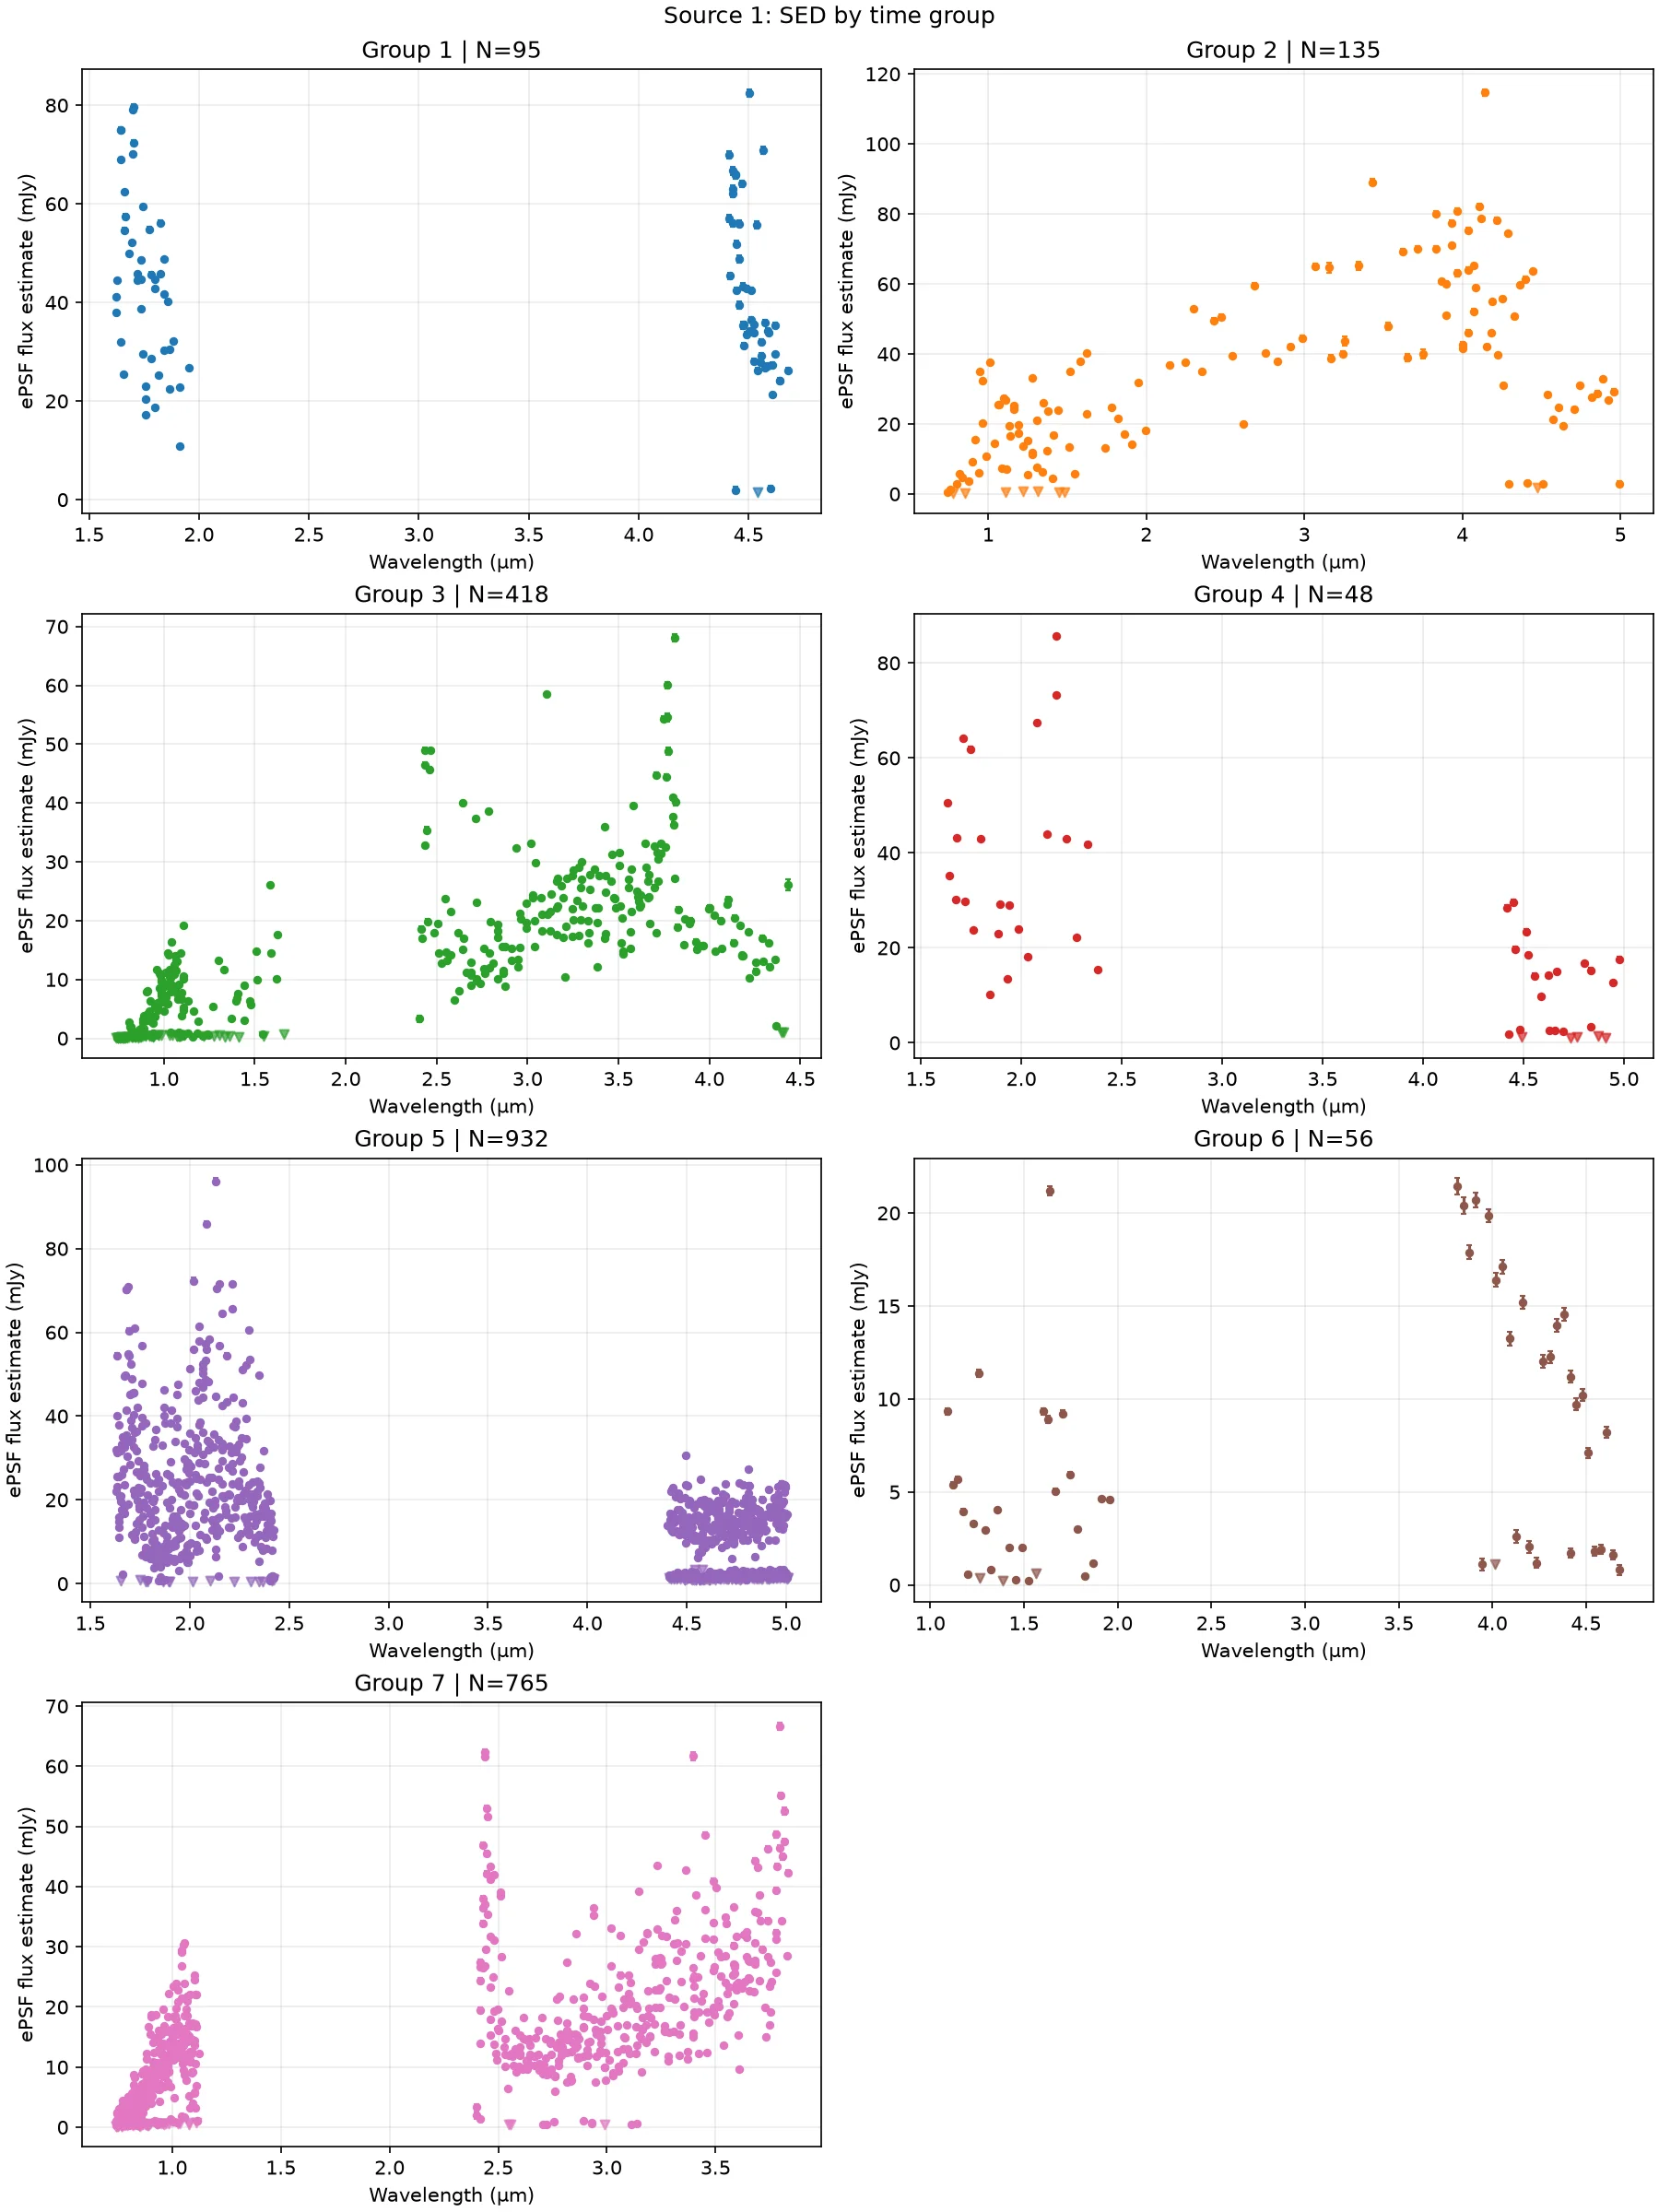 Source 1: SED by time group
Group 1 | N=95
ePSF flux estimate (mJy)
80
60
40
20
0
1.5 2.0 2.5 3.0 3.5 4.0 4.5
Wavelength (µm)
Group 2 | N=135
ePSF flux estimate (mJy)
120
100
80
60
40
20
0
1 2 3 4 5
Wavelength (µm)
Group 3 | N=418
ePSF flux estimate (mJy)
70
60
50
40
30
20
10
0
1.0 1.5 2.0 2.5 3.0 3.5 4.0 4.5
Wavelength (µm)
Group 4 | N=48
ePSF flux estimate (mJy)
80
60
40
20
0
1.5 2.0 2.5 3.0 3.5 4.0 4.5 5.0
Wavelength (µm)
Group 5 | N=932
ePSF flux estimate (mJy)
100
80
60
40
20
0
1.5 2.0 2.5 3.0 3.5 4.0 4.5 5.0
Wavelength (µm)
Group 6 | N=56
ePSF flux estimate (mJy)
20
15
10
5
0
1.0 1.5 2.0 2.5 3.0 3.5 4.0 4.5
Wavelength (µm)
Group 7 | N=765
ePSF flux estimate (mJy)
70
60
50
40
30
20
10
0
1.0 1.5 2.0 2.5 3.0 3.5
Wavelength (µm)